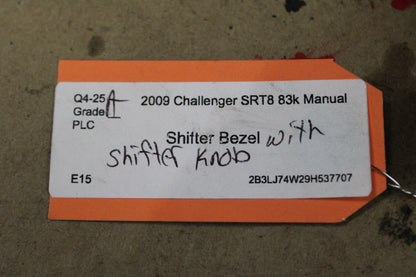 Q4-25 A 2009 Challenger SRT8 83k Manual
Grade
PLC
Shifter Bezel with
shifter Knob
E15 2B3LJ74W29H537707